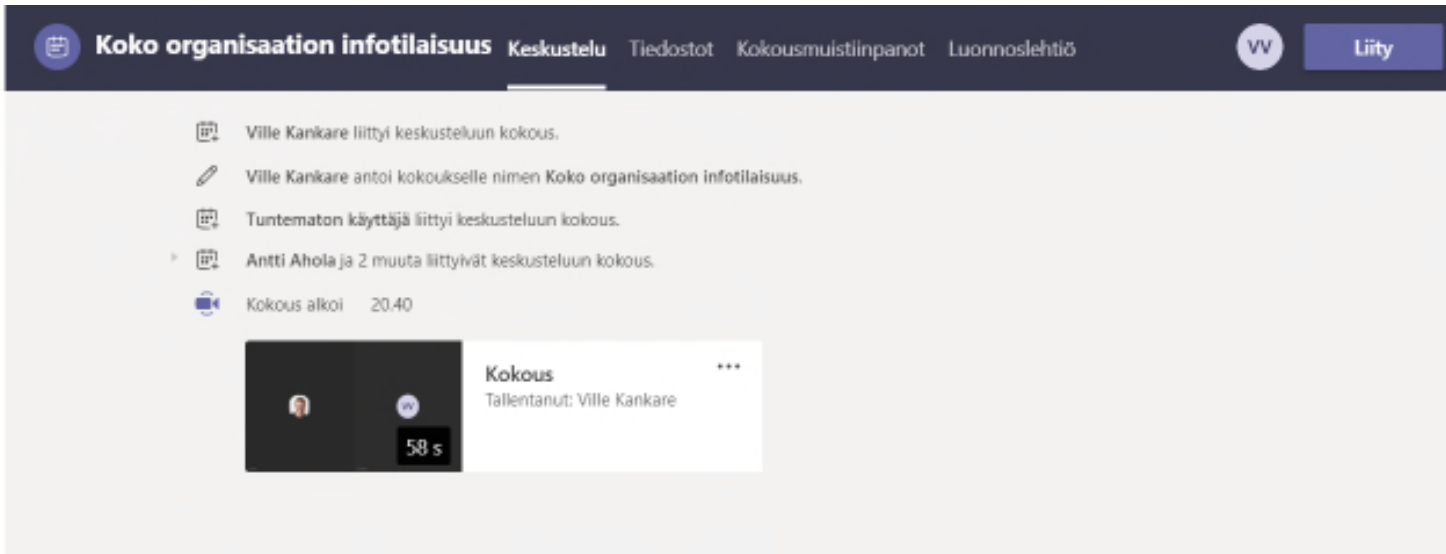 Koko organisaation infotilaisuus Keskustelu Tiedostot Kokousmuistiinpanot Luonnoslehtiö VV Liity
Ville Kankare liittyi keskusteluun kokous.
Ville Kankare antoi kokoukselle nimen Koko organisaation infotilaisuus.
Tuntematon käyttäjä liittyi keskusteluun kokous.
Antti Ahola ja 2 muuta liittyivät keskusteluun kokous.
Kokous alkoi 20.40
Kokous
Tallentanut: Ville Kankare
VV
58 s